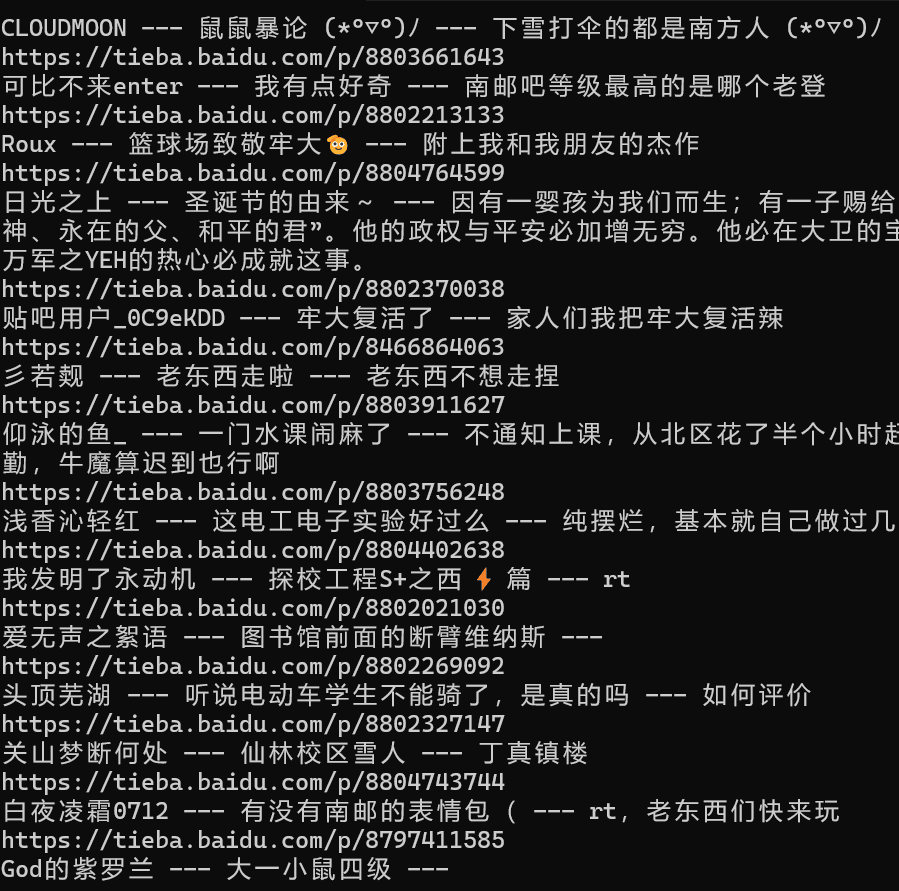 CLOUDMOON --- 鼠鼠暴论 (*°▽°)ﾉ --- 下雪打伞的都是南方人 (*°▽°)ﾉ
https://tieba.baidu.com/p/8803661643
可比不来enter --- 我有点好奇 --- 南邮吧等级最高的是哪个老登
https://tieba.baidu.com/p/8802213133
Roux --- 篮球场致敬牢大 --- 附上我和我朋友的杰作
https://tieba.baidu.com/p/8804764599
日光之上 --- 圣诞节的由来～ --- 因有一婴孩为我们而生；有一子赐给
神、永在的父、和平的君”。他的政权与平安必加增无穷。他必在大卫的宝
万军之YEH的热心必成就这事。
https://tieba.baidu.com/p/8802370038
贴吧用户_0C9eKDD --- 牢大复活了 --- 家人们我把牢大复活辣
https://tieba.baidu.com/p/8466864063
彡若觌 --- 老东西走啦 --- 老东西不想走捏
https://tieba.baidu.com/p/8803911627
仰泳的鱼_ --- 一门水课闹麻了 --- 不通知上课，从北区花了半个小时赶
勤，牛魔算迟到也行啊
https://tieba.baidu.com/p/8803756248
浅香沁轻红 --- 这电工电子实验好过么 --- 纯摆烂，基本就自己做过几
https://tieba.baidu.com/p/8804402638
我发明了永动机 --- 探校工程S+之西⚡篇 --- rt
https://tieba.baidu.com/p/8802021030
爱无声之絮语 --- 图书馆前面的断臂维纳斯 ---
https://tieba.baidu.com/p/8802269092
头顶芜湖 --- 听说电动车学生不能骑了，是真的吗 --- 如何评价
https://tieba.baidu.com/p/8802327147
关山梦断何处 --- 仙林校区雪人 --- 丁真镇楼
https://tieba.baidu.com/p/8804743744
白夜凌霜0712 --- 有没有南邮的表情包（ --- rt，老东西们快来玩
https://tieba.baidu.com/p/8797411585
God的紫罗兰 --- 大一小鼠四级 ---